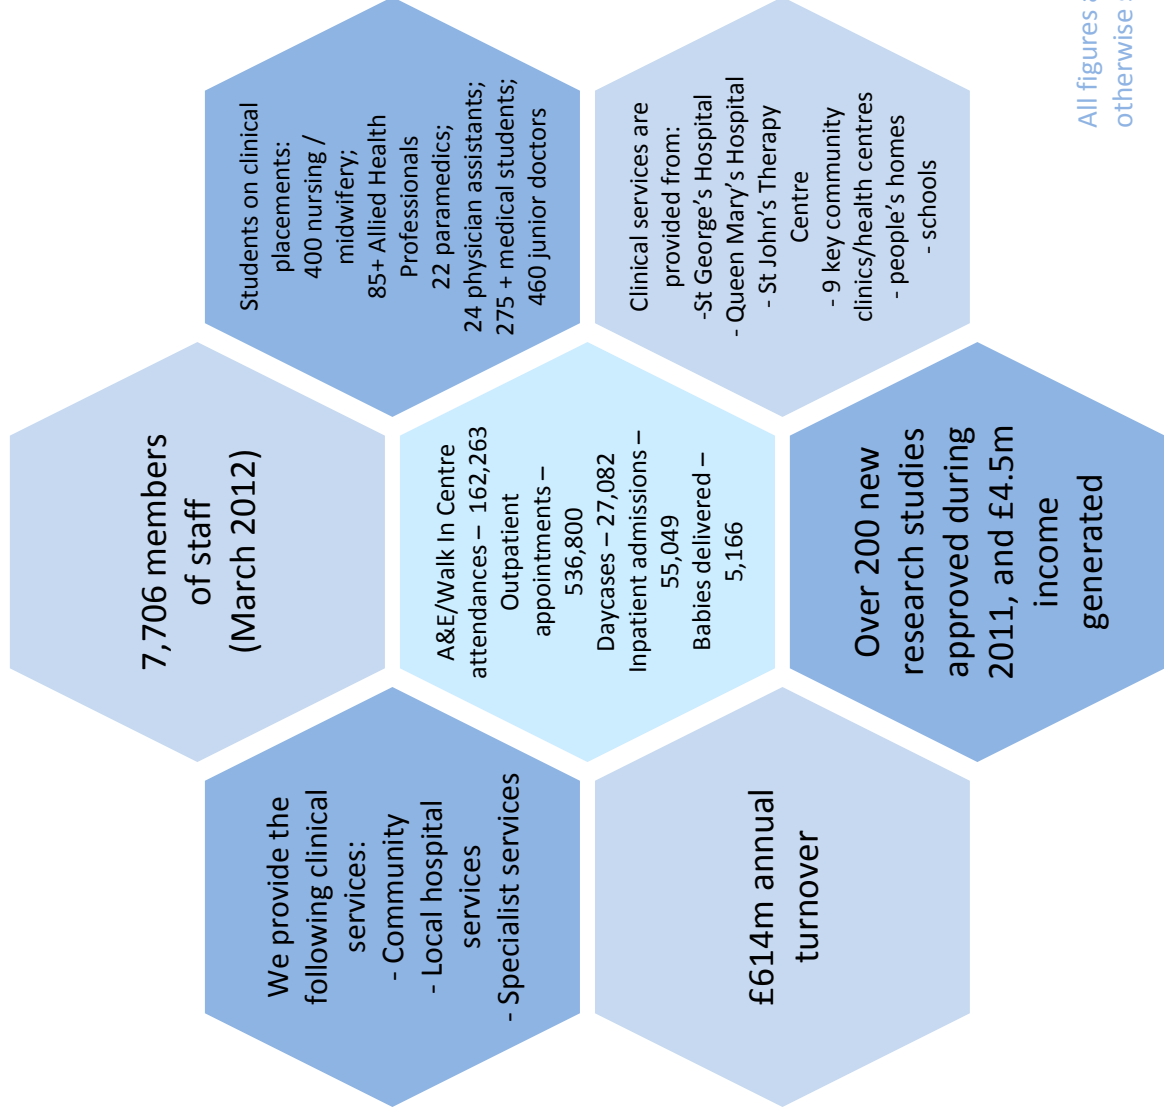 We provide the
following clinical
services:
- Community
- Local hospital
services
- Specialist services
7,706 members
of staff
(March 2012)
Students on clinical
placements:
400 nursing /
midwifery;
85+ Allied Health
Professionals
22 paramedics;
24 physician assistants;
275 + medical students;
460 junior doctors
A&E/Walk In Centre
attendances – 162,263
Outpatient
appointments –
536,800
Daycases – 27,082
Inpatient admissions –
55,049
Babies delivered –
5,166
£614m annual
turnover
Over 200 new
research studies
approved during
2011, and £4.5m
income
generated
Clinical services are
provided from:
-St George's Hospital
- Queen Mary's Hospital
- St John's Therapy
Centre
- 9 key community
clinics/health centres
- people's homes
- schools
All figures
otherwise